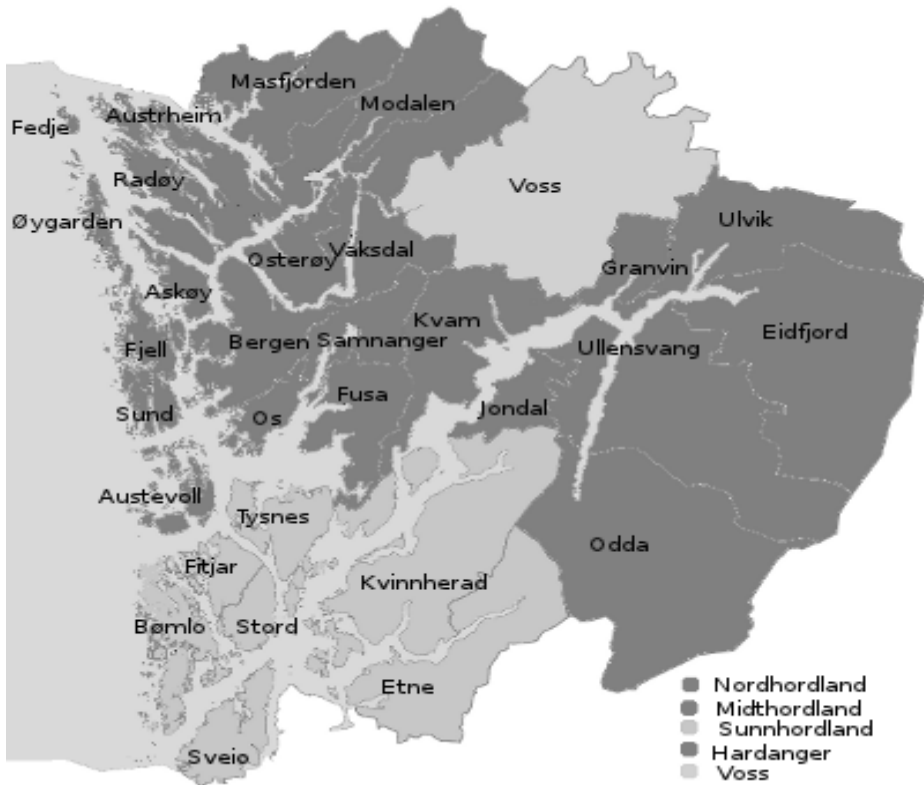 Masfjorden
Modalen
Austrheim
Fedje
Radøy
Voss
Øygarden
Ulvik
Osterøy
Vaksdal
Granvin
Askøy
Kvam
Eidfjord
Bergen
Samnanger
Ullensvang
Fjell
Fusa
Jondal
Sund
Os
Austevoll
Tysnes
Odda
Fitjar
Kvinnherad
Bømlo
Stord
Etne
Sveio
Nordhordland
Midthordland
Sunnhordland
Hardanger
Voss